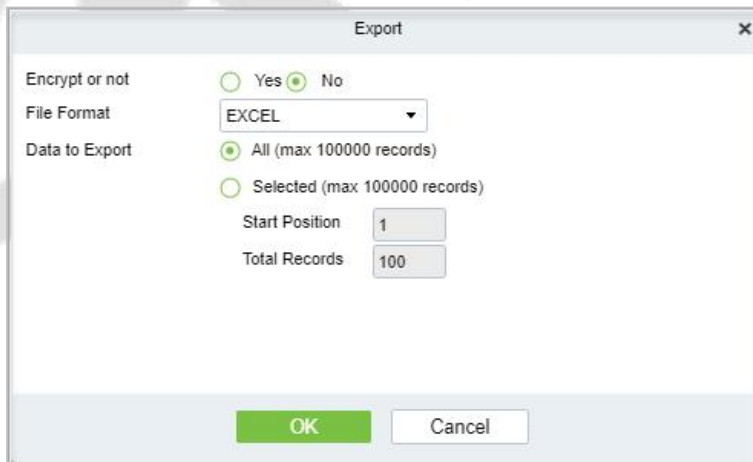 Export
Encrypt or not Yes No
File Format EXCEL
Data to Export All (max 100000 records)
Selected (max 100000 records)
Start Position 1
Total Records 100
OK Cancel